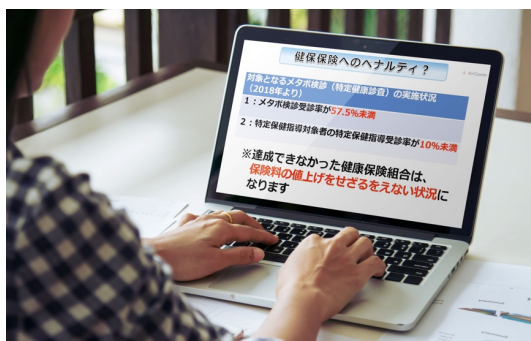 健保保険へのペナルティ？
対象となるメタボ検診（特定健康診査）の実施状況
（2018年より）
1：メタボ検診受診率が57.5%未満
2：特定保健指導対象者の特定保健指導受診率が10%未満
※達成できなかった健康保険組合は、
保険料の値上げをせざるをえない状況に
なります